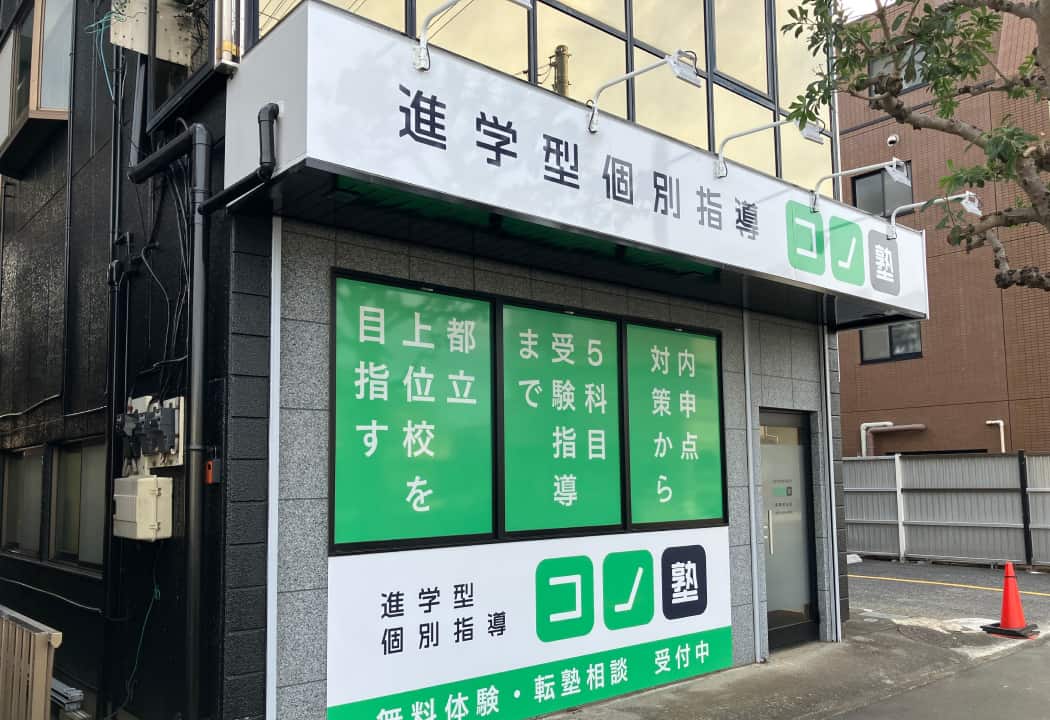 進学型個別指導 コノ塾
内申点
対策から
5科目
受験指導
まで
都立
上位校を
目指す
進学型
個別指導
コノ塾
無料体験・転塾相談 受付中